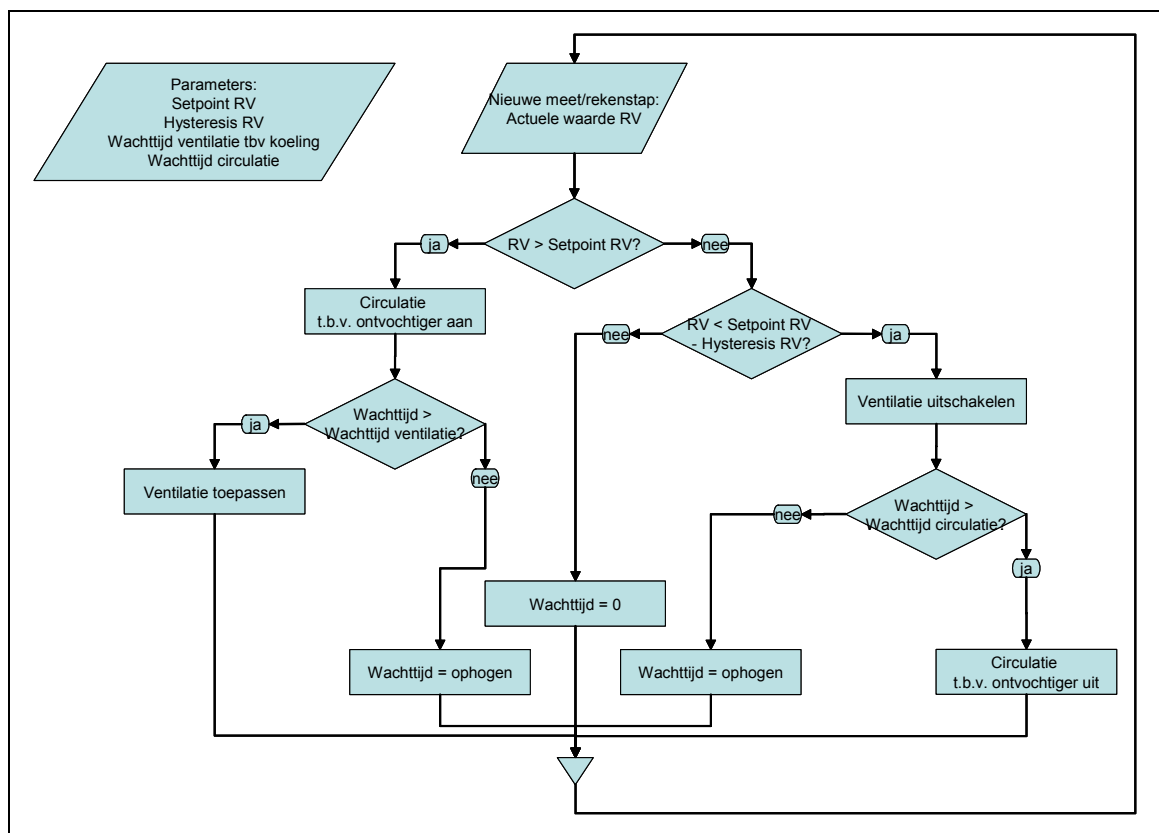 Parameters:
Setpoint RV
Hysteresis RV
Wachttijd ventilatie tbv koeling
Wachttijd circulatie
Nieuwe meet/rekenstap:
Actuele waarde RV
RV > Setpoint RV?
ja
nee
Circulatie
t.b.v. ontvochtiger aan
RV < Setpoint RV
- Hysteresis RV?
nee
ja
Ventilatie uitschakelen
Wachttijd >
Wachttijd ventilatie?
ja
nee
Ventilatie toepassen
Wachttijd >
Wachttijd circulatie?
nee
ja
Wachttijd = 0
Wachttijd = ophogen
Wachttijd = ophogen
Circulatie
t.b.v. ontvochtiger uit